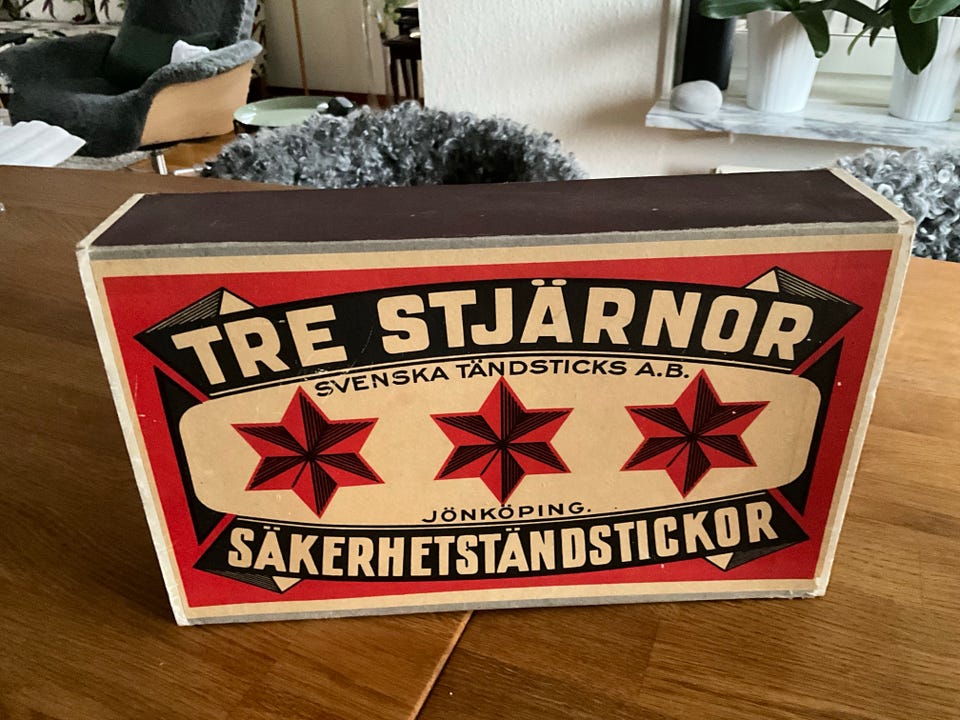 TRE STJÄRNOR
SVENSKA TÄNDSTICKS A.B.
JÖNKÖPING.
SÄKERHETSTÄNDSTICKOR